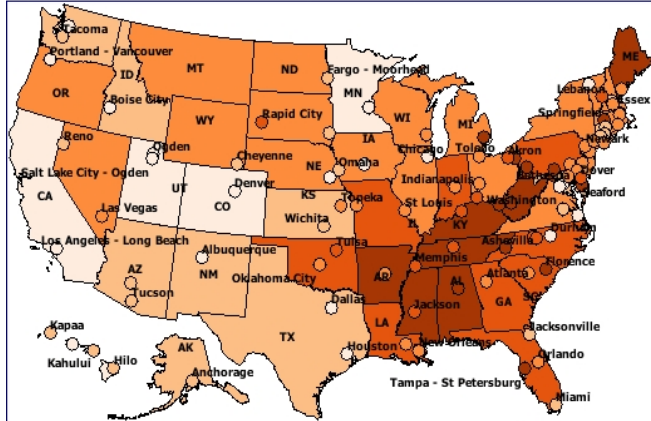 Tacoma
ME
Portland - Vancouver
ID
MT
ND
Fargo - Moorhead
MN
Lebanon
OR
Boise City
WI
MI
Springfield
Essex
Rapid City
WY
Reno
IA
Chicago
Toledo
Akron
Newark
Ogden
Cheyenne
NE
Omaha
Salt Lake City - Ogden
UT
Denver
KS
Indianapolis
Bethesda
Dover
CA
CO
Topeka
Washington
Seaford
Las Vegas
Wichita
St Louis
IL
KY
Durham
Los Angeles - Long Beach
Albuquerque
Tulsa
Asheville
AZ
NM
Oklahoma City
AR
Memphis
Florence
Tucson
AL
Atlanta
Dallas
Jackson
GA
SC
LA
Kapaa
TX
Jacksonville
AK
Houston
New Orleans
Kahului
Hilo
Orlando
Anchorage
Tampa - St Petersburg
Miami